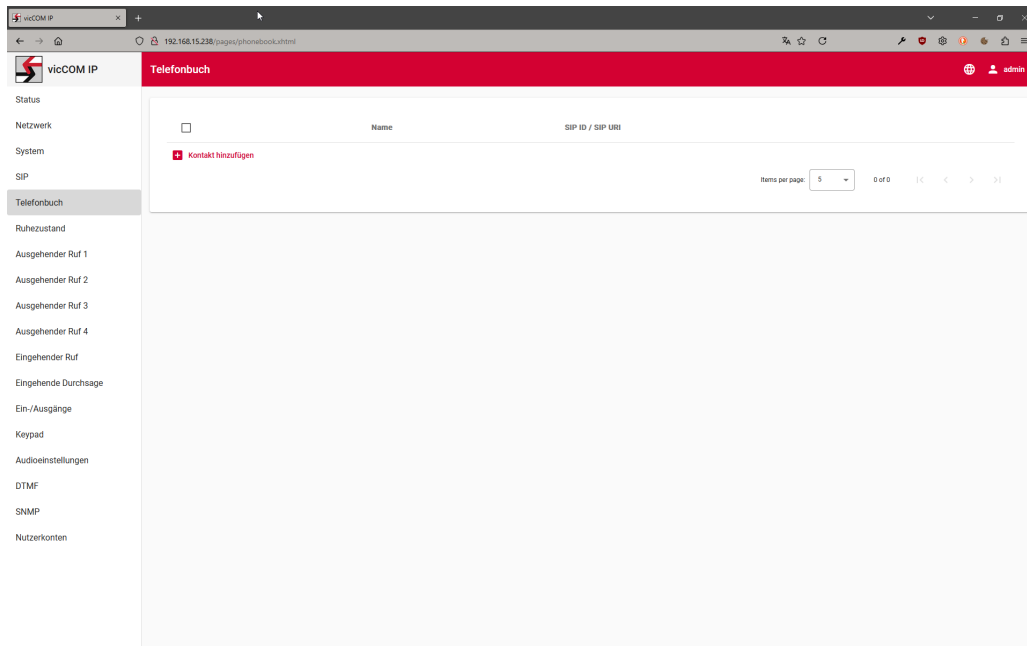 vicCOM IP
192.168.15.238/pages/phonebook.xhtml
vicCOM IP
Telefonbuch
admin
Status
Netzwerk
System
SIP
Telefonbuch
Ruhezustand
Ausgehender Ruf 1
Ausgehender Ruf 2
Ausgehender Ruf 3
Ausgehender Ruf 4
Eingehender Ruf
Eingehende Durchsage
Ein-/Ausgänge
Keypad
Audioeinstellungen
DTMF
SNMP
Nutzerkonten
Name SIP ID / SIP URI
Kontakt hinzufügen
Items per page: 5 0 of 0